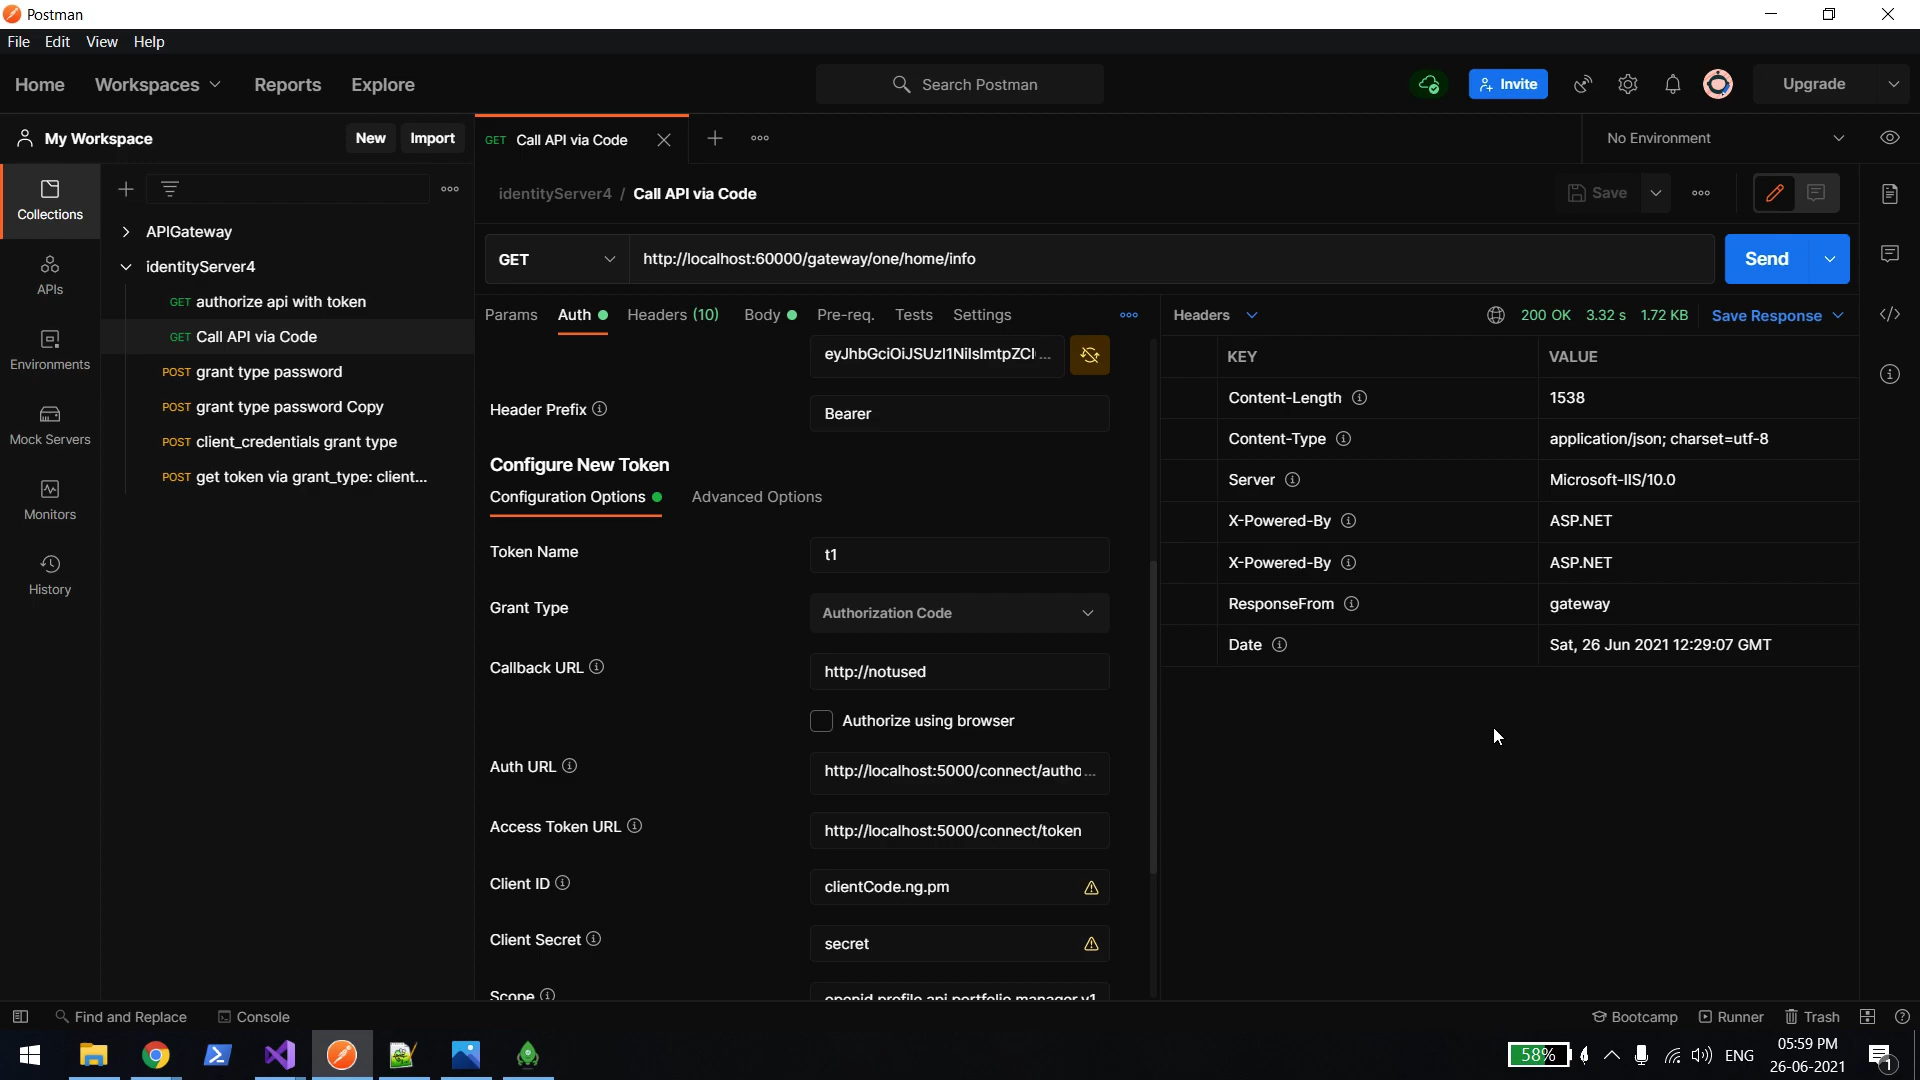 Postman
File Edit View Help
Home Workspaces Reports Explore Search Postman Invite Upgrade
My Workspace New Import GET Call API via Code No Environment
Collections
APIs
Environments
Mock Servers
Monitors
History
APIGateway
identityServer4
GET authorize api with token
GET Call API via Code
POST grant type password
POST grant type password Copy
POST client_credentials grant type
POST get token via grant_type: client...
identityServer4 / Call API via Code Save
GET http://localhost:60000/gateway/one/home/info Send
Params Auth Headers (10) Body Pre-req. Tests Settings
eyJhbGciOiJSUzI1NiIsImtpZCI ...
Header Prefix Bearer
Configure New Token
Configuration Options Advanced Options
Token Name t1
Grant Type Authorization Code
Callback URL http://notused
Authorize using browser
Auth URL http://localhost:5000/connect/autho ...
Access Token URL http://localhost:5000/connect/token
Client ID clientCode.ng.pm
Client Secret secret
Scope openid profile api portfolio manager v1
Headers 200 OK 3.32 s 1.72 KB Save Response
KEY VALUE
Content-Length 1538
Content-Type application/json; charset=utf-8
Server Microsoft-IIS/10.0
X-Powered-By ASP.NET
X-Powered-By ASP.NET
ResponseFrom gateway
Date Sat, 26 Jun 2021 12:29:07 GMT
Find and Replace Console Bootcamp Runner Trash
58% ENG 05:59 PM
26-06-2021
1